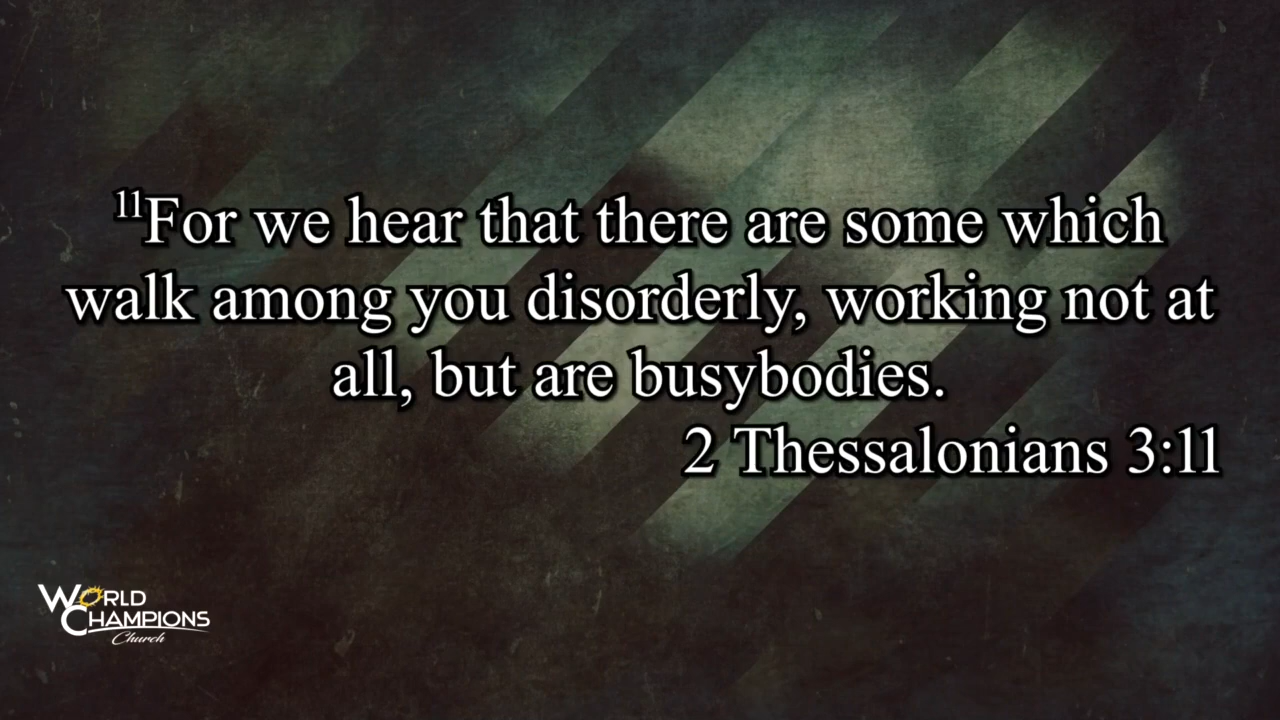 ¹¹For we hear that there are some which
walk among you disorderly, working not at
all, but are busybodies.
2 Thessalonians 3:11
WORLD
CHAMPIONS
Church